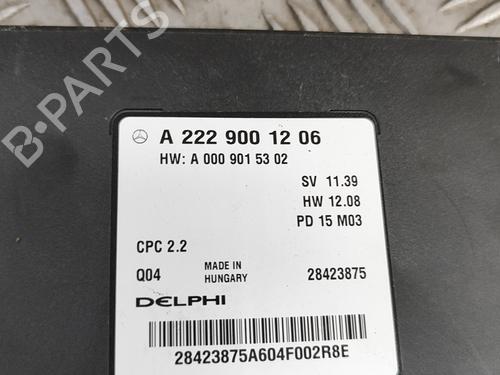 B-PARTS
A 222 900 12 06
HW: A 000 901 53 02
SV 11.39
HW 12.08
PD 15 M03
CPC 2.2
Q04 MADE IN HUNGARY 28423875
DELPHI
28423875A604F002R8E